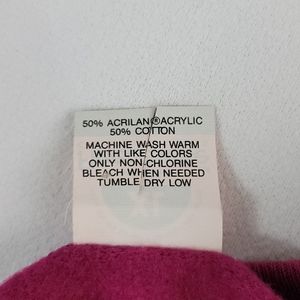 50% ACRILAN®ACRYLIC
50% COTTON
MACHINE WASH WARM
WITH LIKE COLORS
ONLY NON-CHLORINE
BLEACH WHEN NEEDED
TUMBLE DRY LOW